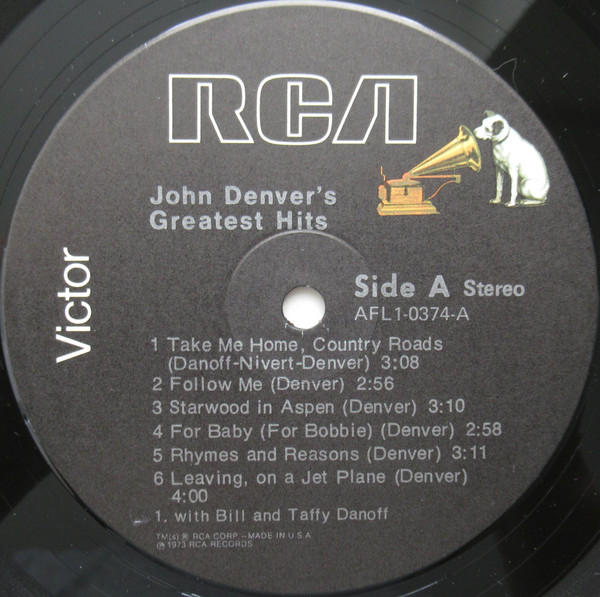 RCA
John Denver's
Greatest Hits
Victor
Side A Stereo
AFL1-0374-A
1 Take Me Home, Country Roads
(Danoff-Nivert-Denver) 3:08
2 Follow Me (Denver) 2:56
3 Starwood in Aspen (Denver) 3:10
4 For Baby (For Bobbie) (Denver) 2:58
5 Rhymes and Reasons (Denver) 3:11
6 Leaving, on a Jet Plane (Denver)
4:00
1. with Bill and Taffy Danoff
TM(s) ® RCA CORP.-MADE IN U.S.A
℗ 1973 RCA RECORDS